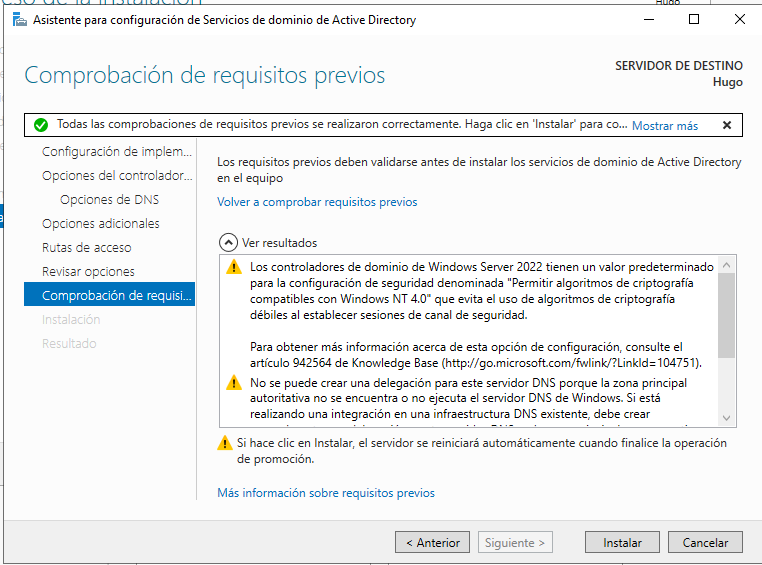 Asistente para configuración de Servicios de dominio de Active Directory
Comprobación de requisitos previos
SERVIDOR DE DESTINO
Hugo
Todas las comprobaciones de requisitos previos se realizaron correctamente. Haga clic en 'Instalar' para co... Mostrar más
Configuración de implem...
Opciones del controlador...
Opciones de DNS
Opciones adicionales
Rutas de acceso
Revisar opciones
Comprobación de requisi...
Instalación
Resultado
Los requisitos previos deben validarse antes de instalar los servicios de dominio de Active Directory
en el equipo
Volver a comprobar requisitos previos
Ver resultados
Los controladores de dominio de Windows Server 2022 tienen un valor predeterminado
para la configuración de seguridad denominada "Permitir algoritmos de criptografía
compatibles con Windows NT 4.0" que evita el uso de algoritmos de criptografía
débiles al establecer sesiones de canal de seguridad.
Para obtener más información acerca de esta opción de configuración, consulte el
artículo 942564 de Knowledge Base (http://go.microsoft.com/fwlink/?LinkId=104751).
No se puede crear una delegación para este servidor DNS porque la zona principal
autoritativa no se encuentra o no ejecuta el servidor DNS de Windows. Si está
realizando una integración en una infraestructura DNS existente, debe crear
Si hace clic en Instalar, el servidor se reiniciará automáticamente cuando finalice la operación
de promoción.
Más información sobre requisitos previos
< Anterior
Siguiente >
Instalar
Cancelar